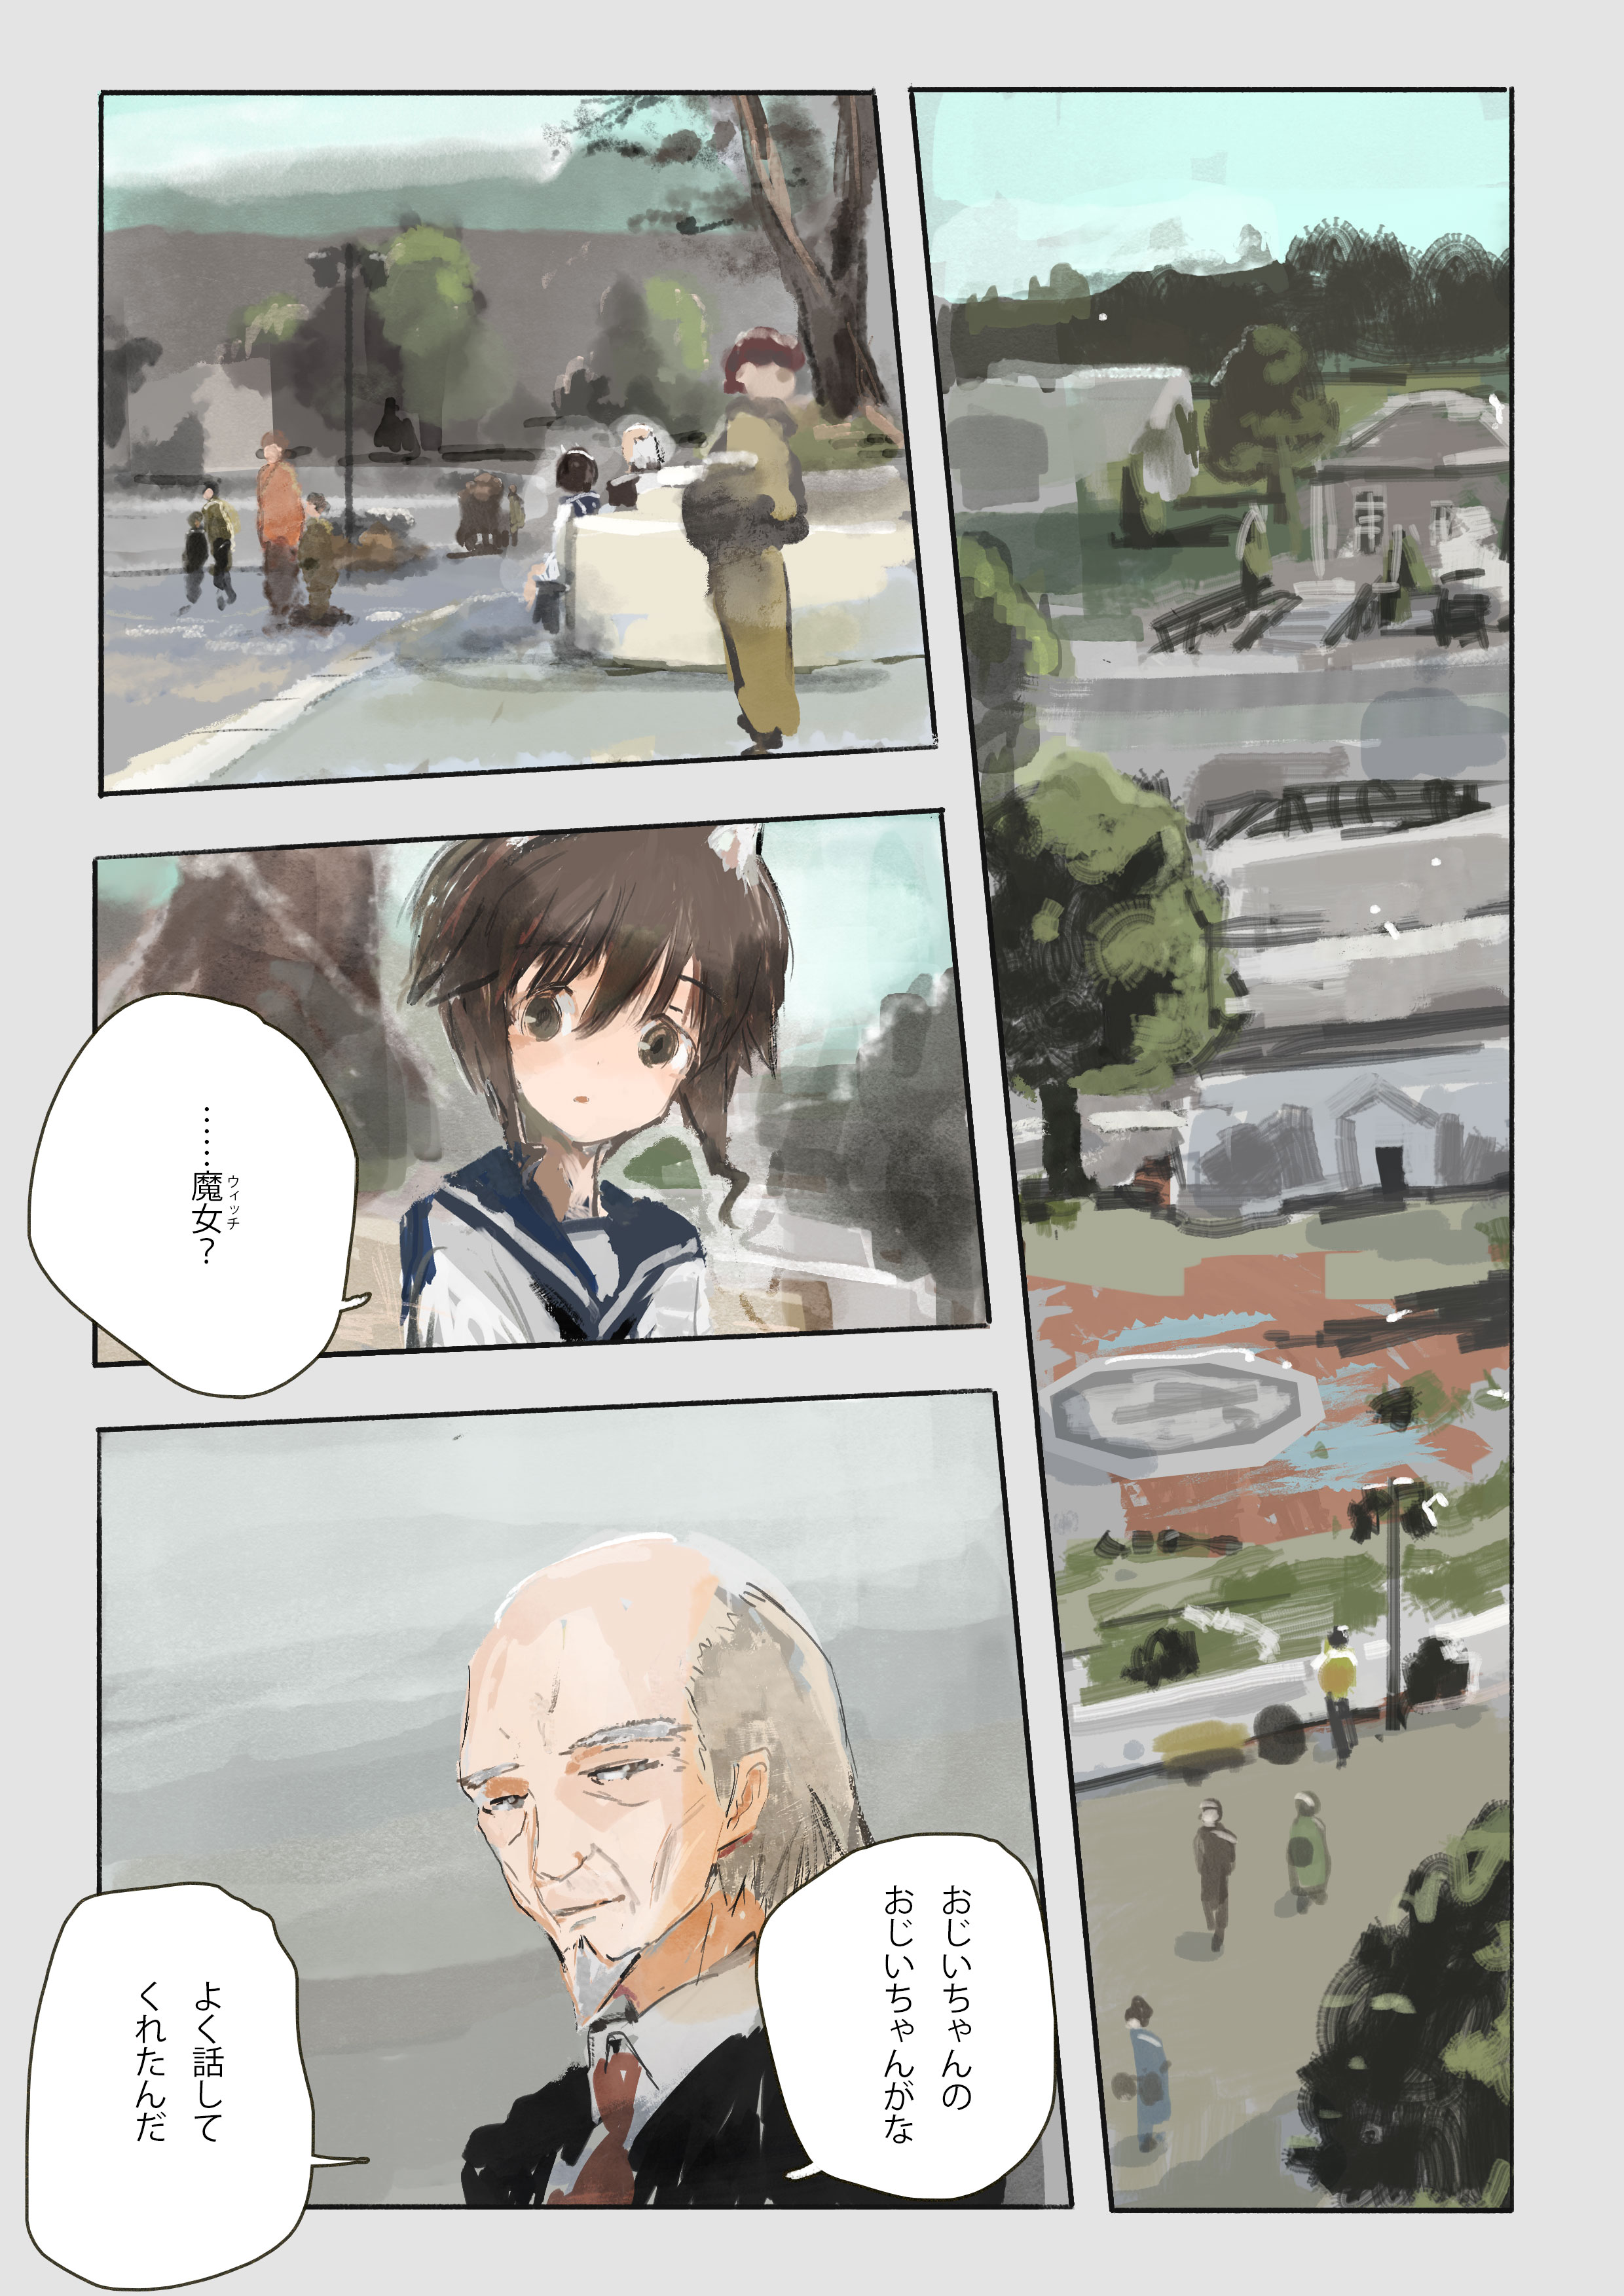 ……魔女？
ウィッチ
おじいちゃんの
おじいちゃんがな
よく話して
くれたんだ